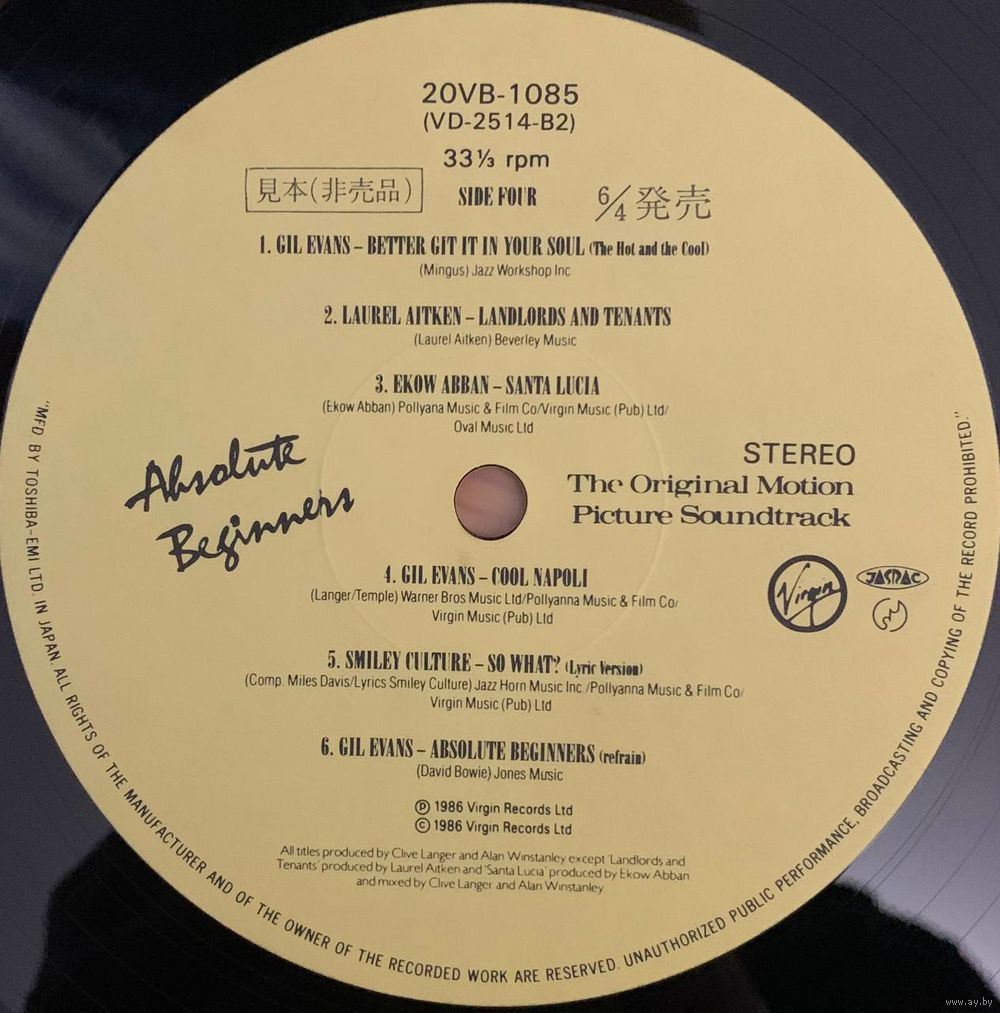 20VB-1085
(VD-2514-B2)
33⅓ rpm
見本(非売品)
SIDE FOUR
6/4 発売
1. GIL EVANS – BETTER GIT IT IN YOUR SOUL (The Hot and the Cool)
(Mingus) Jazz Workshop Inc
2. LAUREL AITKEN – LANDLORDS AND TENANTS
(Laurel Aitken) Beverley Music
3. EKOW ABBAN – SANTA LUCIA
(Ekow Abban) Pollyana Music & Film Co/Virgin Music (Pub) Ltd/
Oval Music Ltd
Absolute
Beginners
STEREO
The Original Motion
Picture Soundtrack
Virgin
JASRAC
4. GIL EVANS – COOL NAPOLI
(Langer/Temple) Warner Bros Music Ltd/Pollyanna Music & Film Co/
Virgin Music (Pub) Ltd
5. SMILEY CULTURE – SO WHAT? (Lyric Version)
(Comp. Miles Davis/Lyrics Smiley Culture) Jazz Horn Music Inc /Pollyanna Music & Film Co/
Virgin Music (Pub) Ltd
6. GIL EVANS – ABSOLUTE BEGINNERS (refrain)
(David Bowie) Jones Music
Ⓟ 1986 Virgin Records Ltd
© 1986 Virgin Records Ltd
All titles produced by Clive Langer and Alan Winstanley except 'Landlords and
Tenants' produced by Laurel Aitken and 'Santa Lucia' produced by Ekow Abban
and mixed by Clive Langer and Alan Winstanley
"MFD BY TOSHIBA-EMI LTD. IN JAPAN. ALL RIGHTS OF THE MANUFACTURER AND OF THE OWNER OF THE RECORDED WORK ARE RESERVED. UNAUTHORIZED PUBLIC PERFORMANCE, BROADCASTING AND COPYING OF THE RECORD PROHIBITED."
www.ay.by